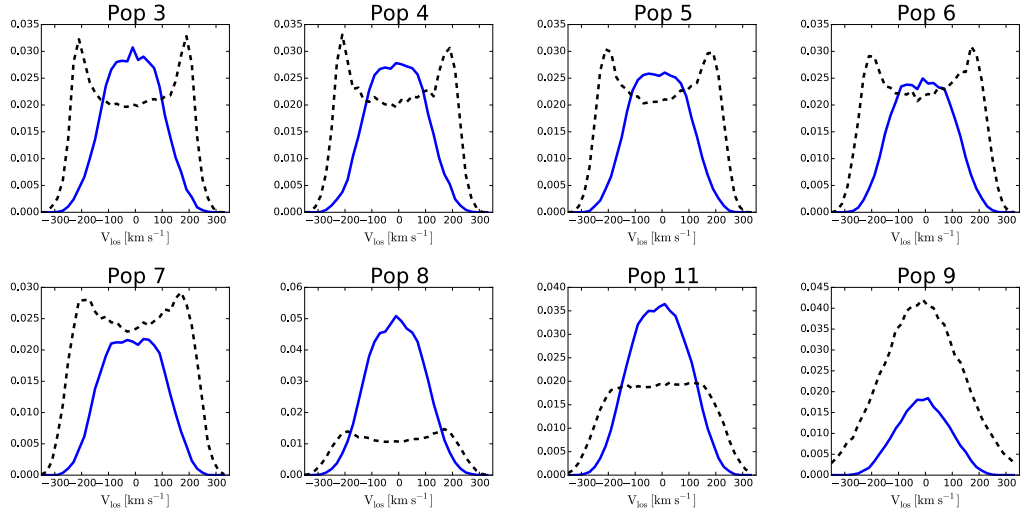 Pop 3 Pop 4 Pop 5 Pop 6
0.035 0.035 0.035 0.035
0.030 0.030 0.030 0.030
0.025 0.025 0.025 0.025
0.020 0.020 0.020 0.020
0.015 0.015 0.015 0.015
0.010 0.010 0.010 0.010
0.005 0.005 0.005 0.005
0.000 0.000 0.000 0.000
−300 −200 −100 0 100 200 300 −300 −200 −100 0 100 200 300 −300 −200 −100 0 100 200 300 −300 −200 −100 0 100 200 300
V_los [km s⁻¹] V_los [km s⁻¹] V_los [km s⁻¹] V_los [km s⁻¹]
Pop 7 Pop 8 Pop 11 Pop 9
0.030 0.06 0.040 0.045
0.025 0.05 0.035 0.040
0.020 0.04 0.030 0.035
0.015 0.03 0.025 0.030
0.010 0.02 0.020 0.025
0.005 0.01 0.015 0.020
0.000 0.00 0.010 0.015
0.005 0.010
0.000 0.005
0.000
−300 −200 −100 0 100 200 300 −300 −200 −100 0 100 200 300 −300 −200 −100 0 100 200 300 −300 −200 −100 0 100 200 300
V_los [km s⁻¹] V_los [km s⁻¹] V_los [km s⁻¹] V_los [km s⁻¹]